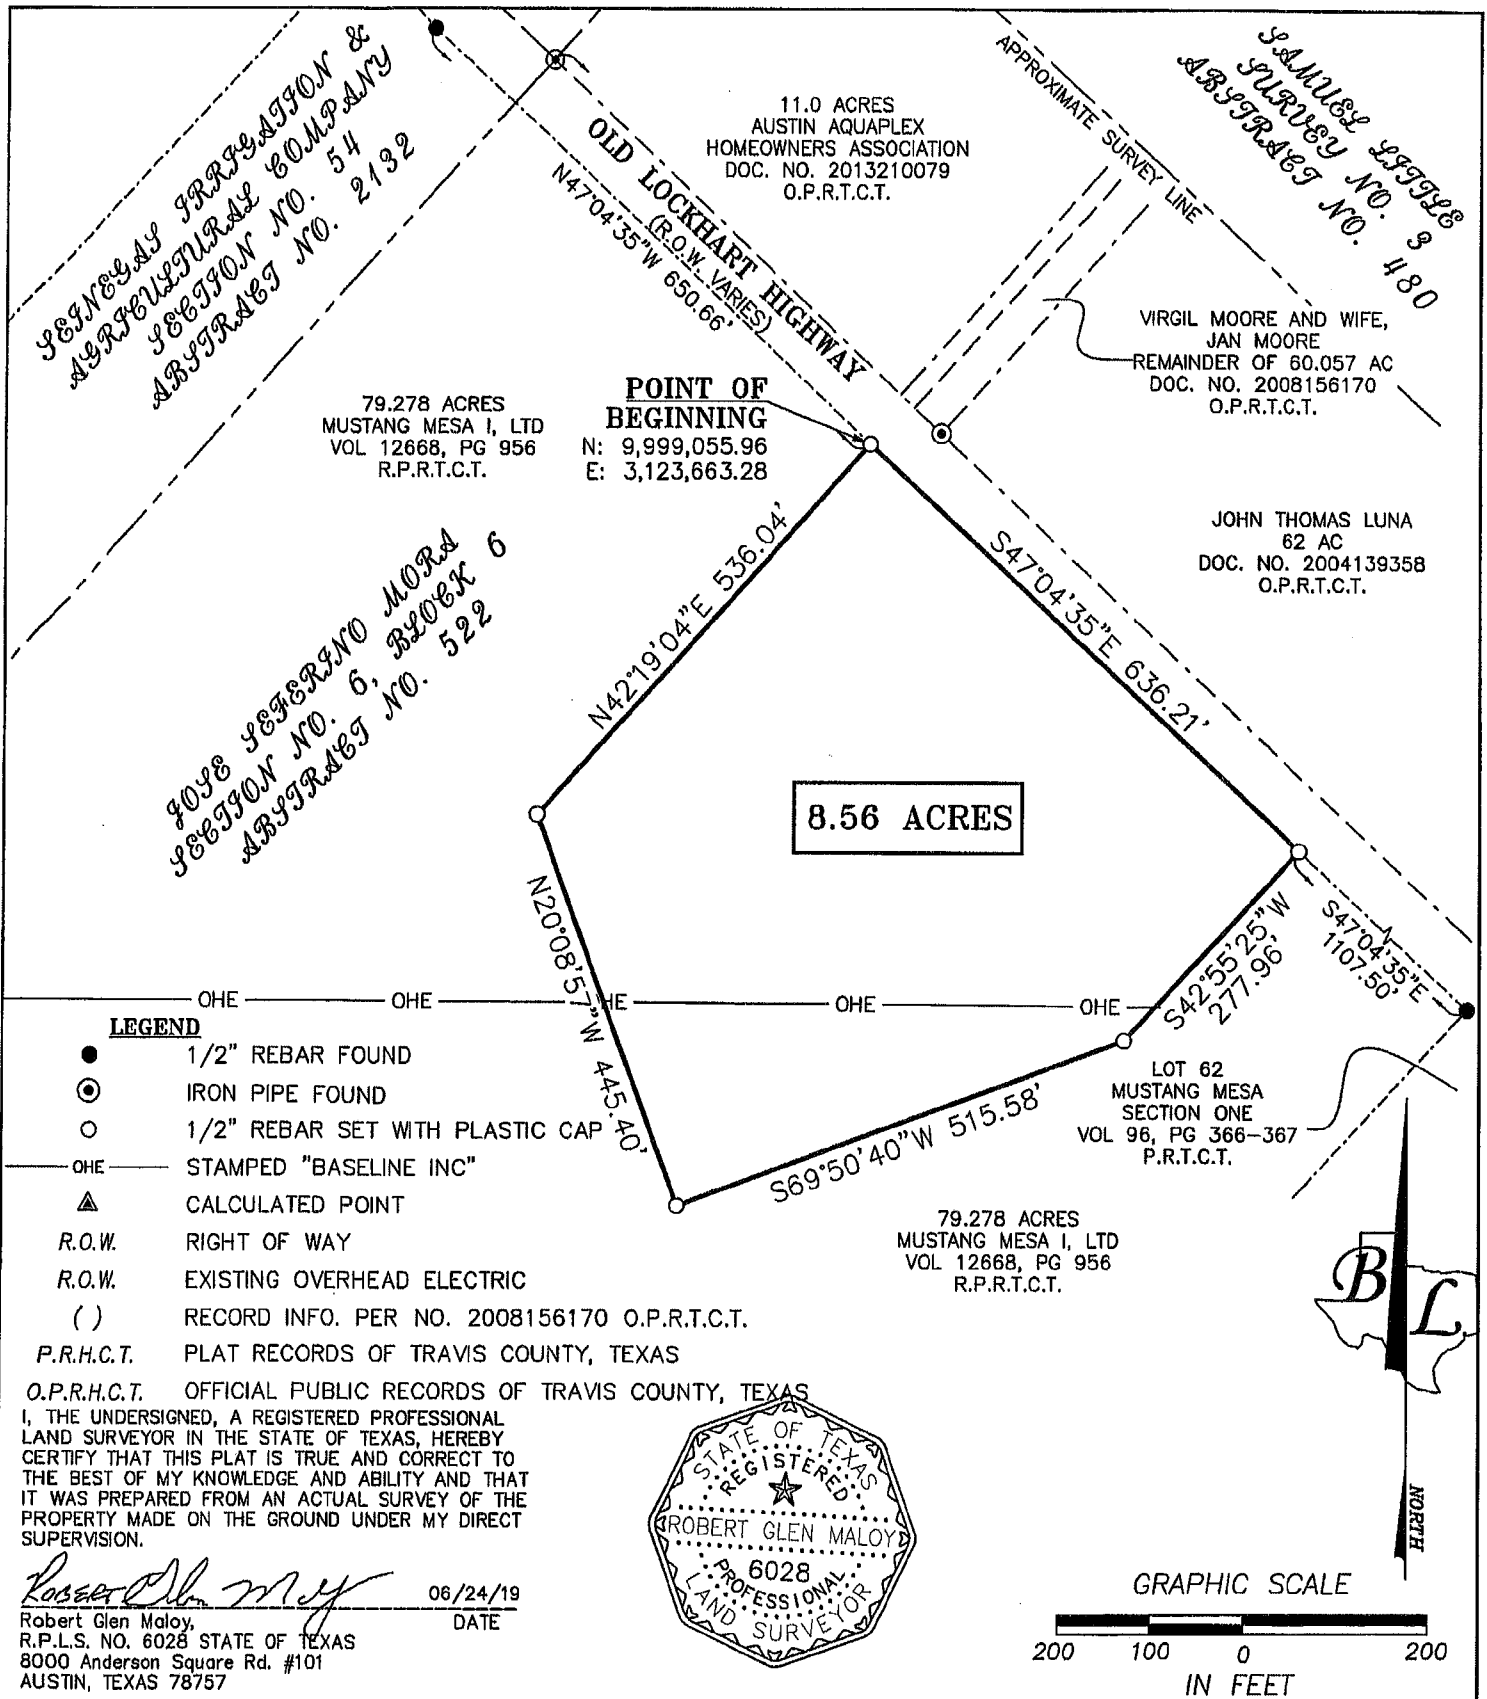 SEINEGAS IRRIGATION &
AGRICULTURAL COMPANY
SECTION NO. 54
ABSTRACT NO. 2132
OLD LOCKHART HIGHWAY
(R.O.W. VARIES)
N47°04'35"W 650.66'
11.0 ACRES
AUSTIN AQUAPLEX
HOMEOWNERS ASSOCIATION
DOC. NO. 2013210079
O.P.R.T.C.T.
APPROXIMATE SURVEY LINE
SAMUEL LITTLE
SURVEY NO. 3
ABSTRACT NO. 480
VIRGIL MOORE AND WIFE,
JAN MOORE
REMAINDER OF 60.057 AC
DOC. NO. 2008156170
O.P.R.T.C.T.
79.278 ACRES
MUSTANG MESA I, LTD
VOL 12668, PG 956
R.P.R.T.C.T.
POINT OF
BEGINNING
N: 9,999,055.96
E: 3,123,663.28
JOHN THOMAS LUNA
62 AC
DOC. NO. 2004139358
O.P.R.T.C.T.
JOSE SEFERINO MORA
SECTION NO. 6, BLOCK 6
ABSTRACT NO. 522
N42°19'04"E 536.04'
S47°04'35"E 636.21'
8.56 ACRES
N20°08'57"W 445.40'
S42°55'25"W
277.96'
S47°04'35"E
1107.50'
OHE OHE HE OHE OHE
S69°50'40"W 515.58'
LOT 62
MUSTANG MESA
SECTION ONE
VOL 96, PG 366-367
P.R.T.C.T.
79.278 ACRES
MUSTANG MESA I, LTD
VOL 12668, PG 956
R.P.R.T.C.T.
LEGEND
1/2" REBAR FOUND
IRON PIPE FOUND
1/2" REBAR SET WITH PLASTIC CAP
OHE STAMPED "BASELINE INC"
CALCULATED POINT
R.O.W. RIGHT OF WAY
R.O.W. EXISTING OVERHEAD ELECTRIC
( ) RECORD INFO. PER NO. 2008156170 O.P.R.T.C.T.
P.R.H.C.T. PLAT RECORDS OF TRAVIS COUNTY, TEXAS
O.P.R.H.C.T. OFFICIAL PUBLIC RECORDS OF TRAVIS COUNTY, TEXAS
I, THE UNDERSIGNED, A REGISTERED PROFESSIONAL
LAND SURVEYOR IN THE STATE OF TEXAS, HEREBY
CERTIFY THAT THIS PLAT IS TRUE AND CORRECT TO
THE BEST OF MY KNOWLEDGE AND ABILITY AND THAT
IT WAS PREPARED FROM AN ACTUAL SURVEY OF THE
PROPERTY MADE ON THE GROUND UNDER MY DIRECT
SUPERVISION.
Robert Glen Maloy 06/24/19
Robert Glen Maloy, DATE
R.P.L.S. NO. 6028 STATE OF TEXAS
8000 Anderson Square Rd. #101
AUSTIN, TEXAS 78757
STATE OF TEXAS
REGISTERED
ROBERT GLEN MALOY
6028
PROFESSIONAL
LAND SURVEYOR
BL
NORTH
GRAPHIC SCALE
200 100 0 200
IN FEET